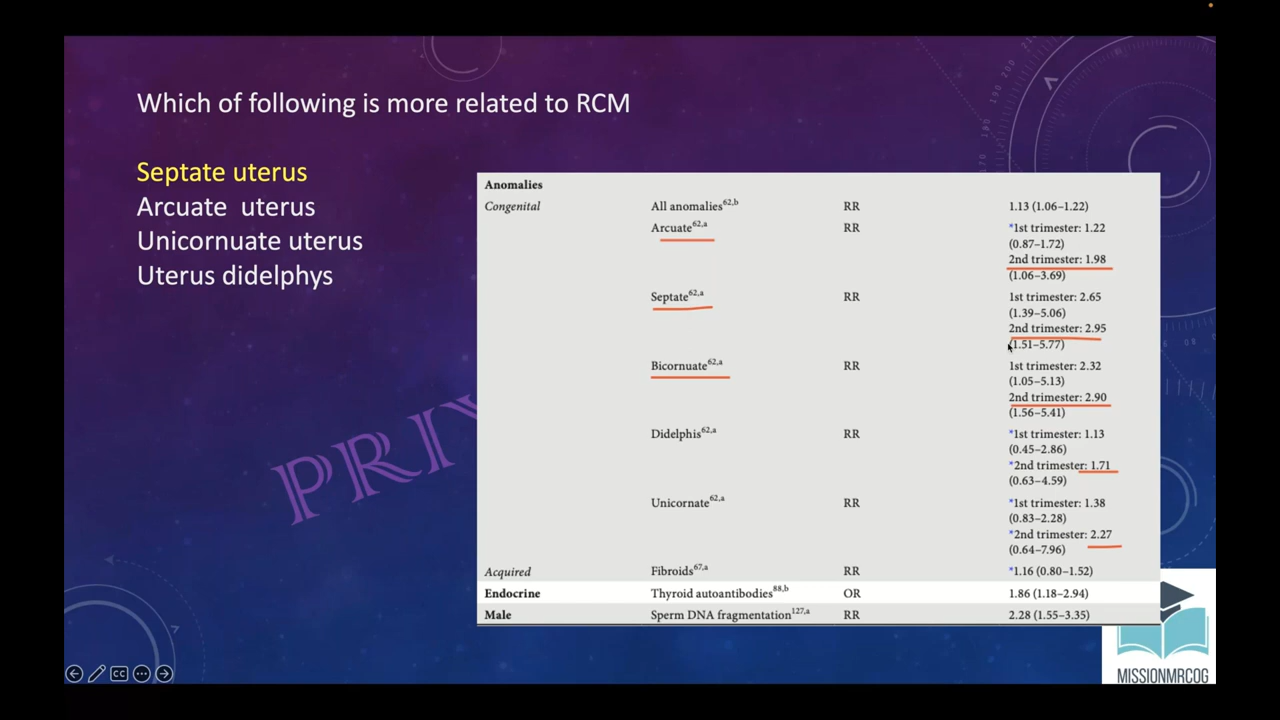 Which of following is more related to RCM
Septate uterus
Arcuate uterus
Unicornuate uterus
Uterus didelphys
Anomalies
Congenital All anomalies62,b RR 1.13 (1.06–1.22)
Arcuate62,a RR *1st trimester: 1.22
(0.87–1.72)
2nd trimester: 1.98
(1.06–3.69)
Septate62,a RR 1st trimester: 2.65
(1.39–5.06)
2nd trimester: 2.95
(1.51–5.77)
Bicornuate62,a RR 1st trimester: 2.32
(1.05–5.13)
2nd trimester: 2.90
(1.56–5.41)
Didelphis62,a RR *1st trimester: 1.13
(0.45–2.86)
*2nd trimester: 1.71
(0.63–4.59)
Unicornate62,a RR *1st trimester: 1.38
(0.83–2.28)
*2nd trimester: 2.27
(0.64–7.96)
Acquired Fibroids67,a RR *1.16 (0.80–1.52)
Endocrine Thyroid autoantibodies88,b OR 1.86 (1.18–2.94)
Male Sperm DNA fragmentation127,a RR 2.28 (1.55–3.35)
PRIV
CC
MISSIONMRCOG